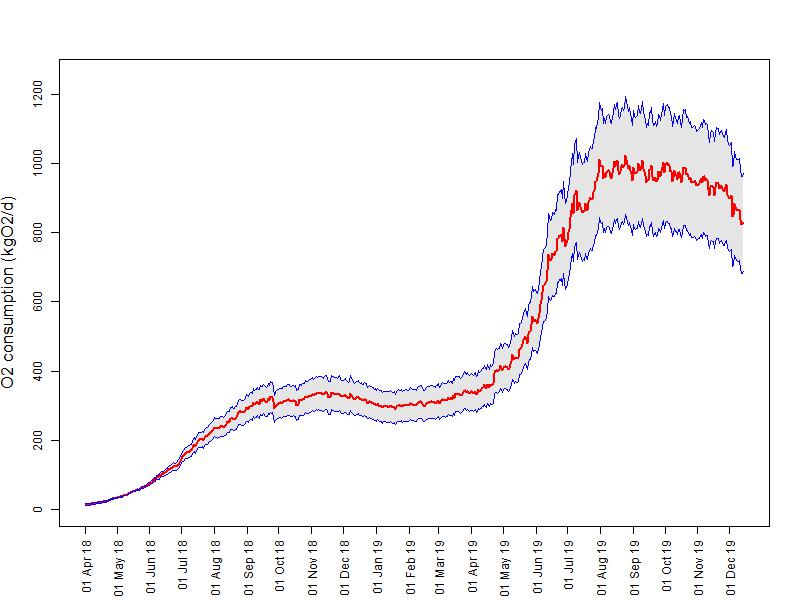 O2 consumption (kgO2/d)
1200
1000
800
600
400
200
0
01 Apr 18
01 May 18
01 Jun 18
01 Jul 18
01 Aug 18
01 Sep 18
01 Oct 18
01 Nov 18
01 Dec 18
01 Jan 19
01 Feb 19
01 Mar 19
01 Apr 19
01 May 19
01 Jun 19
01 Jul 19
01 Aug 19
01 Sep 19
01 Oct 19
01 Nov 19
01 Dec 19